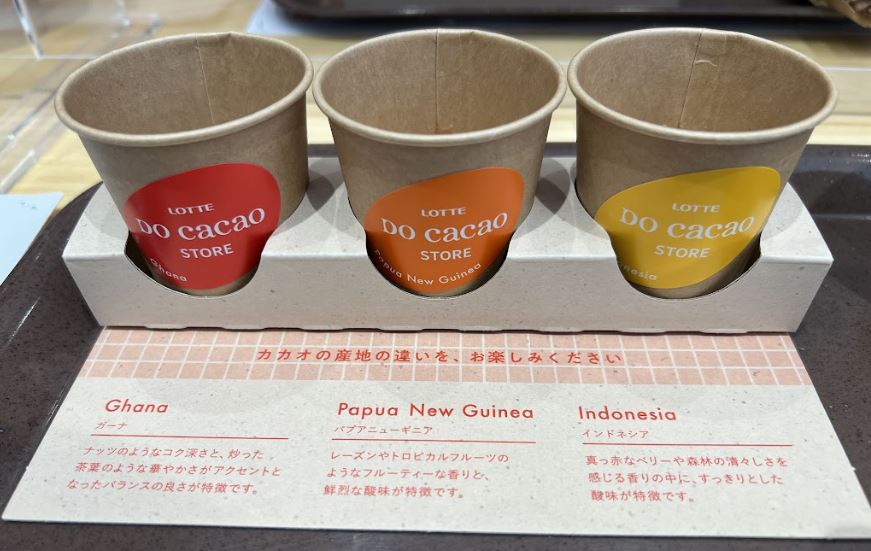 LOTTE
DO cacao
STORE
Ghana
LOTTE
DO cacao
STORE
Papua New Guinea
LOTTE
DO cacao
STORE
カカオの産地の違いを、お楽しみください
Ghana
ガーナ
ナッツのようなコク深さと、炒った
茶葉のような華やかさがアクセントと
なったバランスの良さが特徴です。
Papua New Guinea
パプアニューギニア
レーズンやトロピカルフルーツの
ようなフルーティーな香りと、
鮮烈な酸味が特徴です。
Indonesia
インドネシア
真っ赤なベリーや森林の清々しさを
感じる香りの中に、すっきりとした
酸味が特徴です。